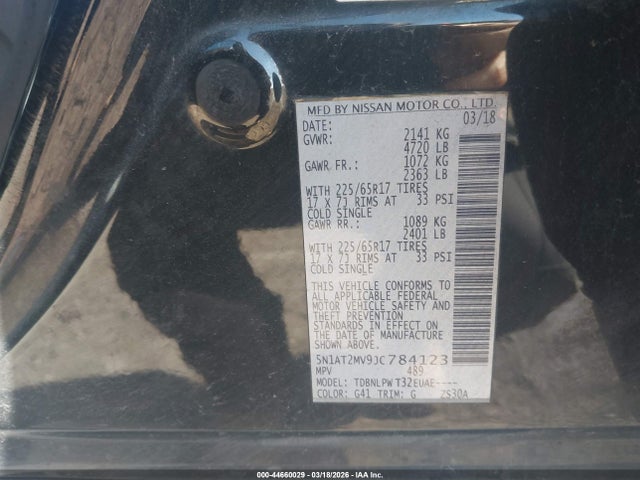 MFD BY NISSAN MOTOR CO., LTD.
DATE: 03/18
GVWR: 2141 KG
4720 LB
GAWR FR.: 1072 KG
2363 LB
WITH 225/65R17 TIRES
17 X 7J RIMS AT 33 PSI
COLD SINGLE
GAWR RR.: 1089 KG
2401 LB
WITH 225/65R17 TIRES
17 X 7J RIMS AT 33 PSI
COLD SINGLE
THIS VEHICLE CONFORMS TO
ALL APPLICABLE FEDERAL
MOTOR VEHICLE SAFETY AND
THEFT PREVENTION
STANDARDS IN EFFECT ON THE
DATE OF MANUFACTURE
SHOWN ABOVE.
5N1AT2MV9JC784123
MPV 489
MODEL: TDBNLPW T32EUAE----
COLOR: G41 TRIM: G ZS30A
000-44660029 - 03/18/2026 - IAA Inc.